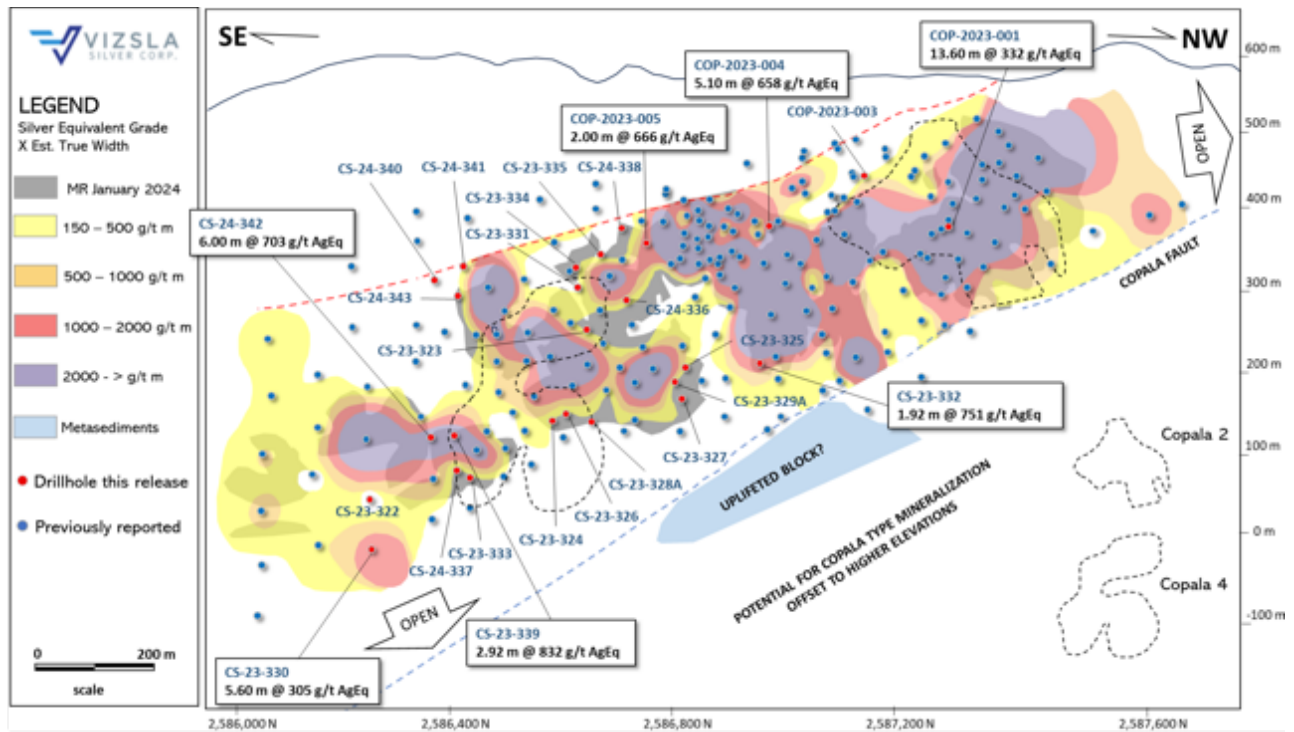 VIZSLA
SILVER CORP.
LEGEND
Silver Equivalent Grade
X Est. True Width
MR January 2024
150 – 500 g/t m
500 – 1000 g/t m
1000 – 2000 g/t m
2000 - > g/t m
Metasediments
Drillhole this release
Previously reported
0 200 m
scale
SE
NW
COP-2023-001
13.60 m @ 332 g/t AgEq
COP-2023-004
5.10 m @ 658 g/t AgEq
COP-2023-003
COP-2023-005
2.00 m @ 666 g/t AgEq
CS-24-340
CS-24-341
CS-23-335
CS-24-338
CS-23-334
CS-23-331
CS-24-342
6.00 m @ 703 g/t AgEq
CS-24-343
CS-24-336
CS-23-323
CS-23-325
CS-23-329A
CS-23-332
1.92 m @ 751 g/t AgEq
CS-23-327
CS-23-328A
CS-23-326
CS-23-324
CS-23-322
CS-23-333
CS-24-337
CS-23-339
2.92 m @ 832 g/t AgEq
CS-23-330
5.60 m @ 305 g/t AgEq
OPEN
OPEN
COPALA FAULT
UPLIFETED BLOCK?
POTENTIAL FOR COPALA TYPE MINERALIZATION
OFFSET TO HIGHER ELEVATIONS
Copala 2
Copala 4
600 m
500 m
400 m
300 m
200 m
100 m
0 m
-100 m
2,586,000 N
2,586,400 N
2,586,800 N
2,587,200 N
2,587,600 N